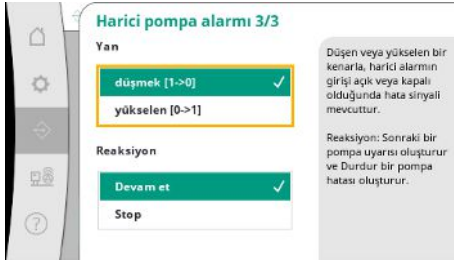 Harici pompa alarmı 3/3
Yan
düşmek [1->0]
yükselen [0->1]
Reaksiyon
Devam et
Stop
Düşen veya yükselen bir
kenarla, harici alarmın
girişi açık veya kapalı
olduğunda hata sinyali
mevcuttur.
Reaksiyon: Sonraki bir
pompa uyarısı oluşturur
ve Durdur bir pompa
hatası oluşturur.